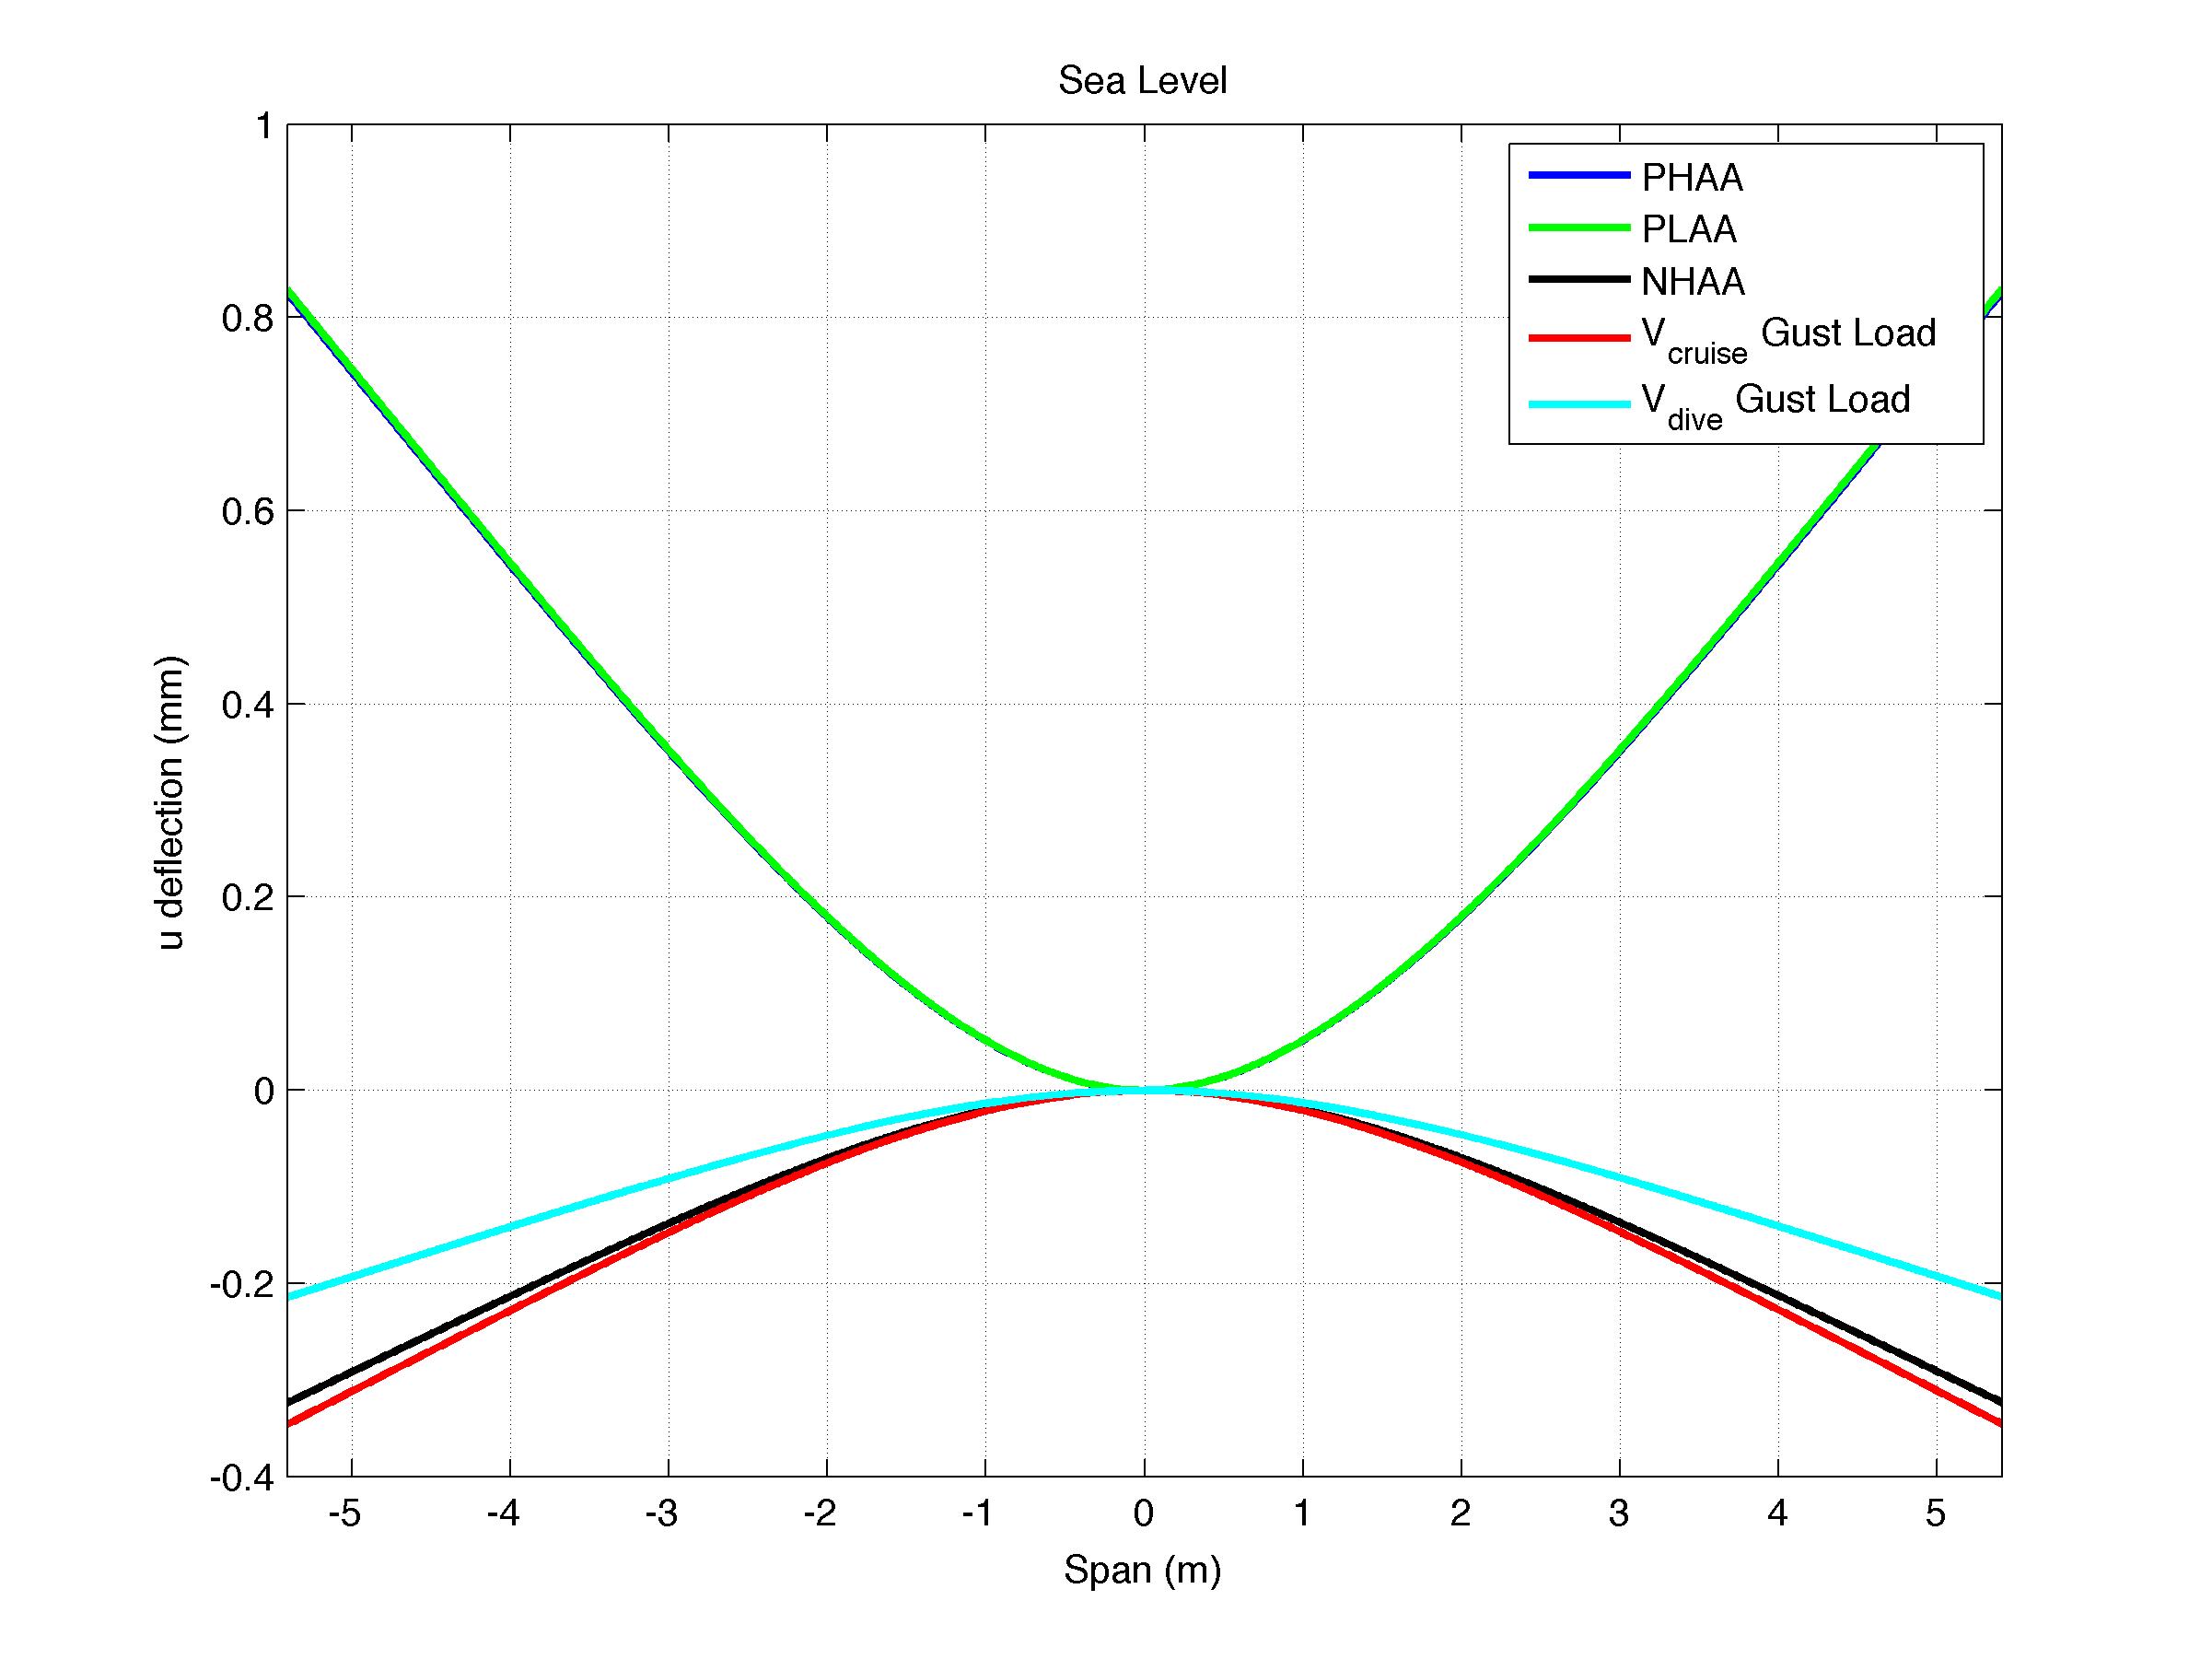 Sea Level
1
0.8
0.6
0.4
0.2
0
-0.2
-0.4
u deflection (mm)
PHAA
PLAA
NHAA
Vcruise Gust Load
Vdive Gust Load
-5 -4 -3 -2 -1 0 1 2 3 4 5
Span (m)